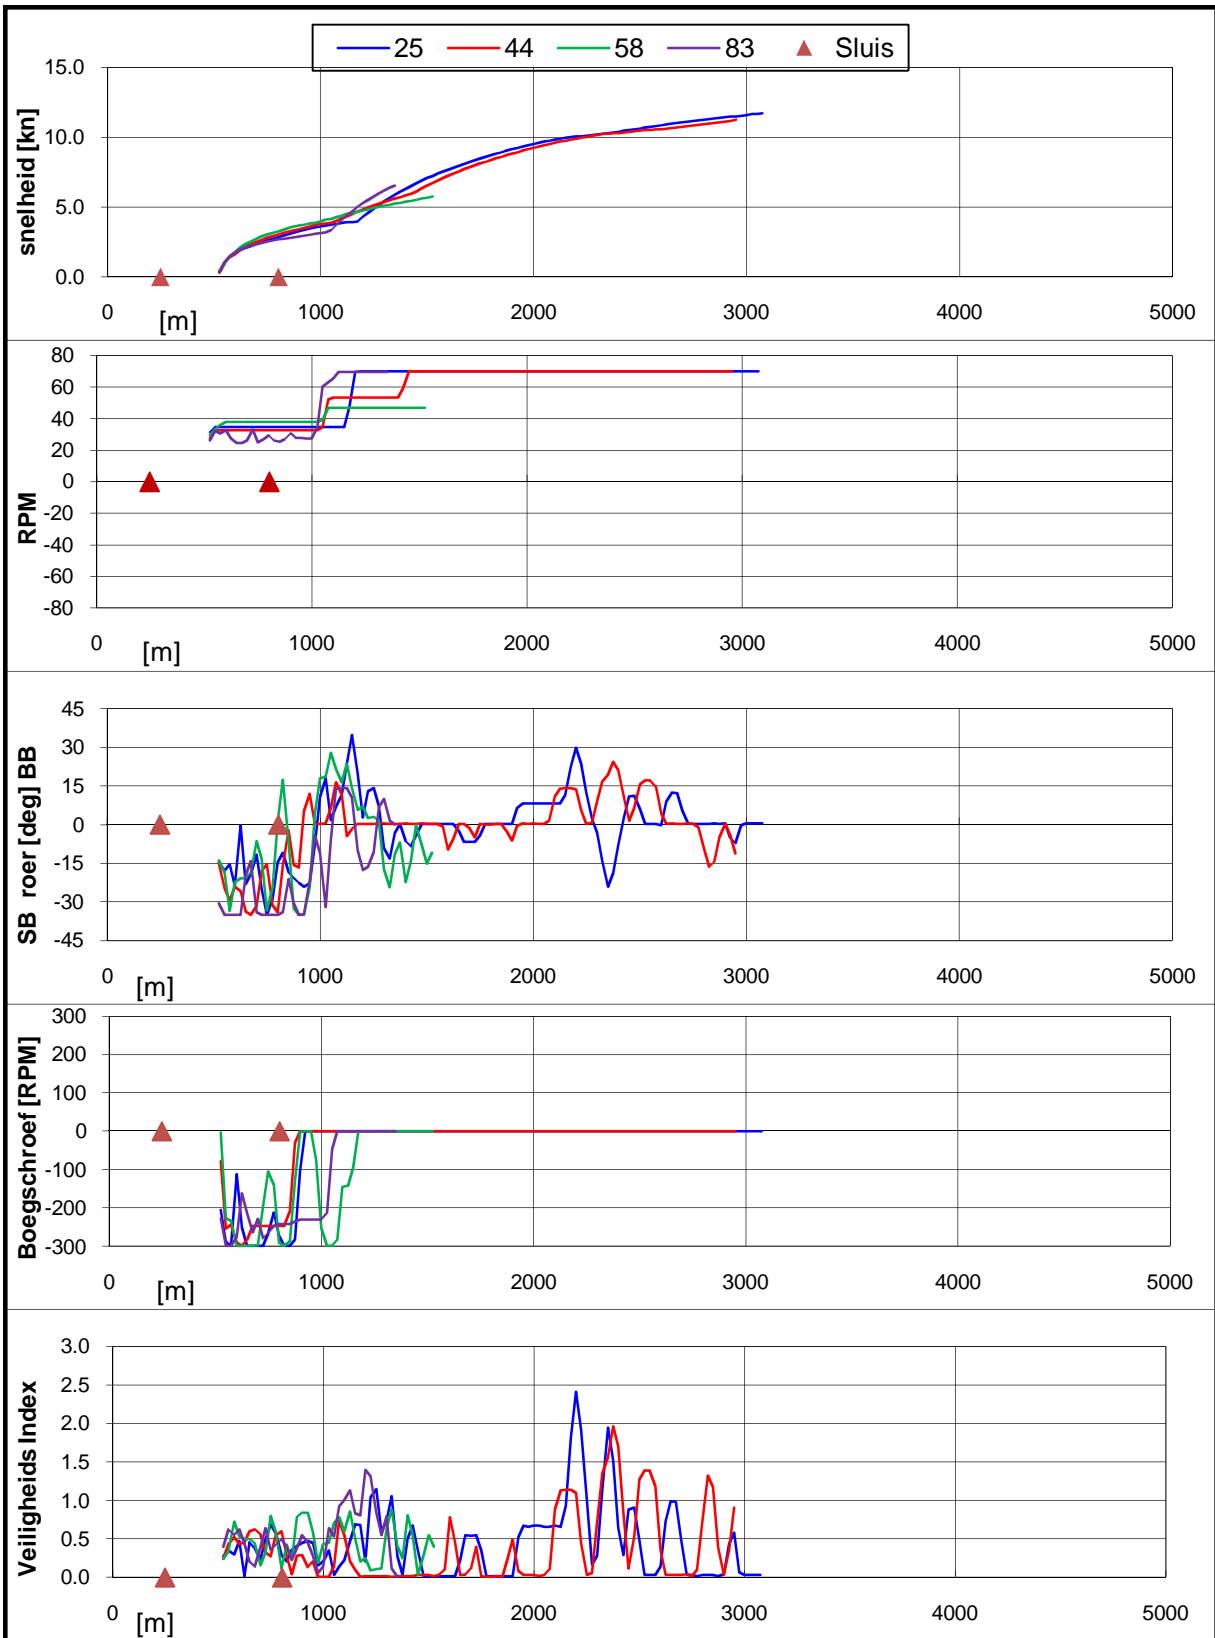 25 44 58 83 Sluis
snelheid [kn]
15.0
10.0
5.0
0.0
0 1000 2000 3000 4000 5000
[m]
RPM
80
60
40
20
0
-20
-40
-60
-80
0 1000 2000 3000 4000 5000
[m]
SB roer [deg] BB
45
30
15
0
-15
-30
-45
0 1000 2000 3000 4000 5000
[m]
Boegschroef [RPM]
300
200
100
0
-100
-200
-300
0 1000 2000 3000 4000 5000
[m]
Veiligheids Index
3.0
2.5
2.0
1.5
1.0
0.5
0.0
0 1000 2000 3000 4000 5000
[m]